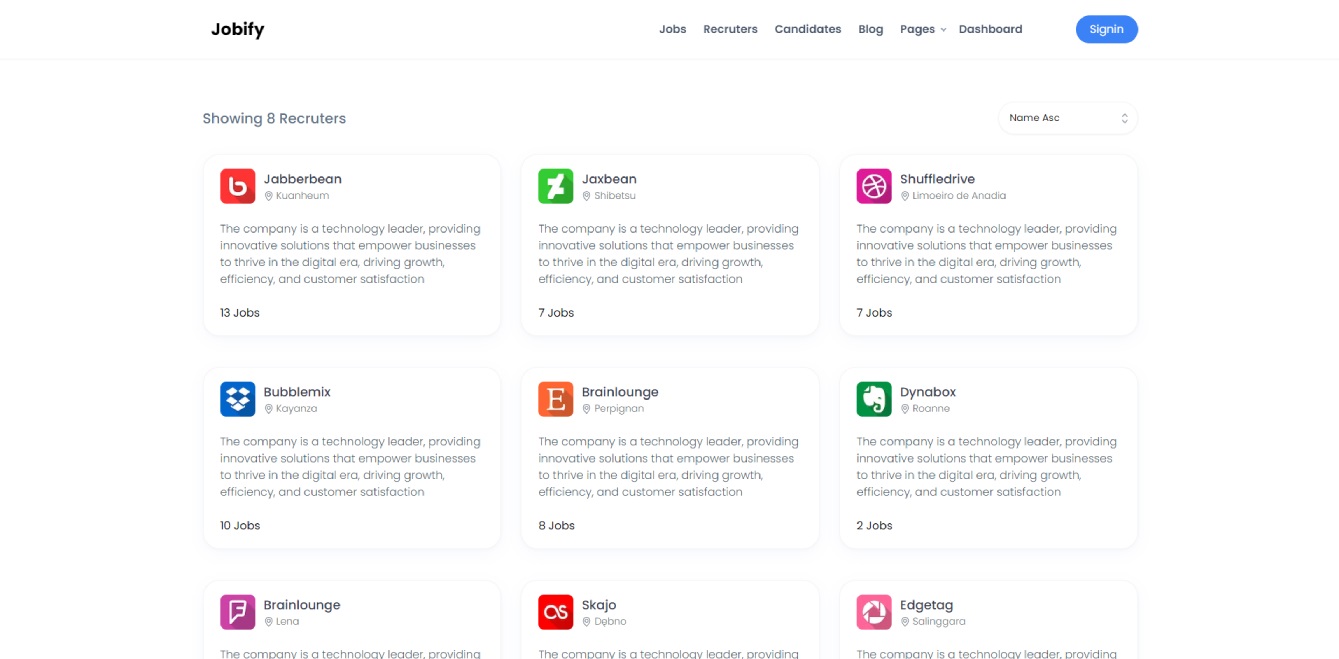 Jobify
Jobs Recruters Candidates Blog Pages Dashboard Signin
Showing 8 Recruters
Name Asc
Jabberbean
Kuanheum
The company is a technology leader, providing
innovative solutions that empower businesses
to thrive in the digital era, driving growth,
efficiency, and customer satisfaction
13 Jobs
Jaxbean
Shibetsu
The company is a technology leader, providing
innovative solutions that empower businesses
to thrive in the digital era, driving growth,
efficiency, and customer satisfaction
7 Jobs
Shuffledrive
Limoeiro de Anadia
The company is a technology leader, providing
innovative solutions that empower businesses
to thrive in the digital era, driving growth,
efficiency, and customer satisfaction
7 Jobs
Bubblemix
Kayanza
The company is a technology leader, providing
innovative solutions that empower businesses
to thrive in the digital era, driving growth,
efficiency, and customer satisfaction
10 Jobs
E
Brainlounge
Perpignan
The company is a technology leader, providing
innovative solutions that empower businesses
to thrive in the digital era, driving growth,
efficiency, and customer satisfaction
8 Jobs
Dynabox
Roanne
The company is a technology leader, providing
innovative solutions that empower businesses
to thrive in the digital era, driving growth,
efficiency, and customer satisfaction
2 Jobs
Brainlounge
Lena
The company is a technology leader, providing
Skajo
Dębno
The company is a technology leader, providing
Edgetag
Salinggara
The company is a technology leader, providing